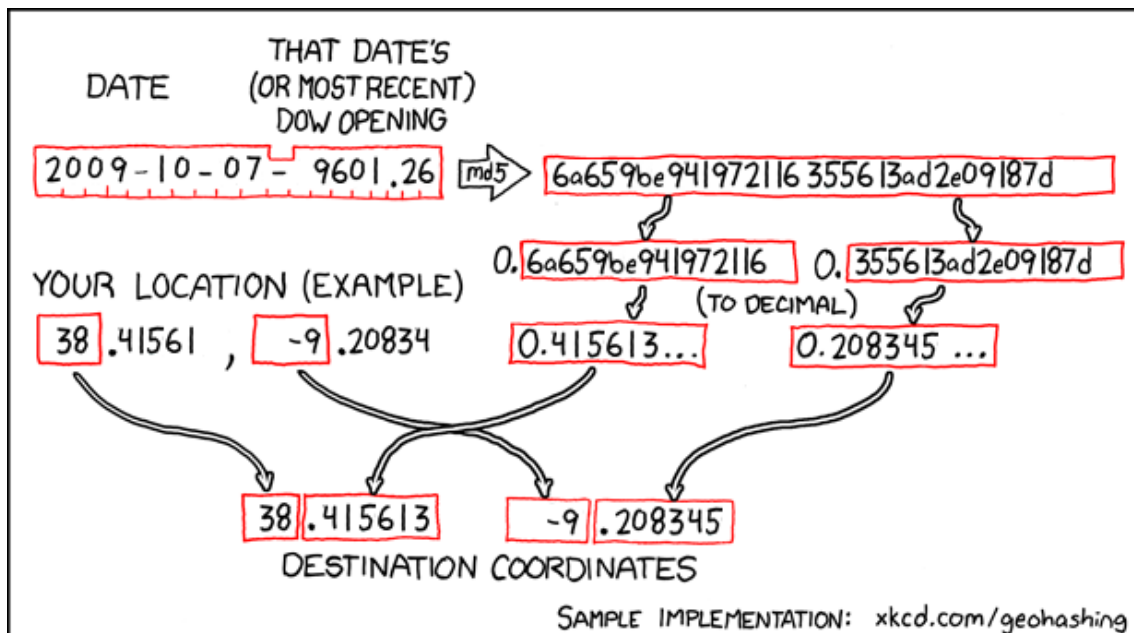 DATE
THAT DATE'S
(OR MOST RECENT)
DOW OPENING
2009-10-07- 9601.26
md5
6a659be941972116355613ad2e09187d
0.6a659be941972116
0.355613ad2e09187d
YOUR LOCATION (EXAMPLE)
(TO DECIMAL)
38.41561, -9.20834
0.415613...
0.208345 ...
38.415613
-9.208345
DESTINATION COORDINATES
SAMPLE IMPLEMENTATION: xkcd.com/geohashing